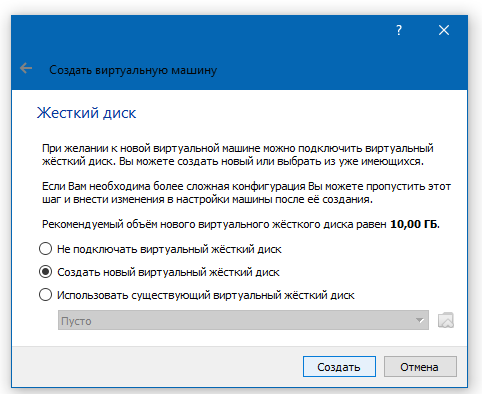 ?
Создать виртуальную машину
Жесткий диск
При желании к новой виртуальной машине можно подключить виртуальный
жёсткий диск. Вы можете создать новый или выбрать из уже имеющихся.
Если Вам необходима более сложная конфигурация Вы можете пропустить этот
шаг и внести изменения в настройки машины после её создания.
Рекомендуемый объём нового виртуального жёсткого диска равен 10,00 ГБ.
Не подключать виртуальный жёсткий диск
Создать новый виртуальный жёсткий диск
Использовать существующий виртуальный жёсткий диск
Пусто
Создать
Отмена